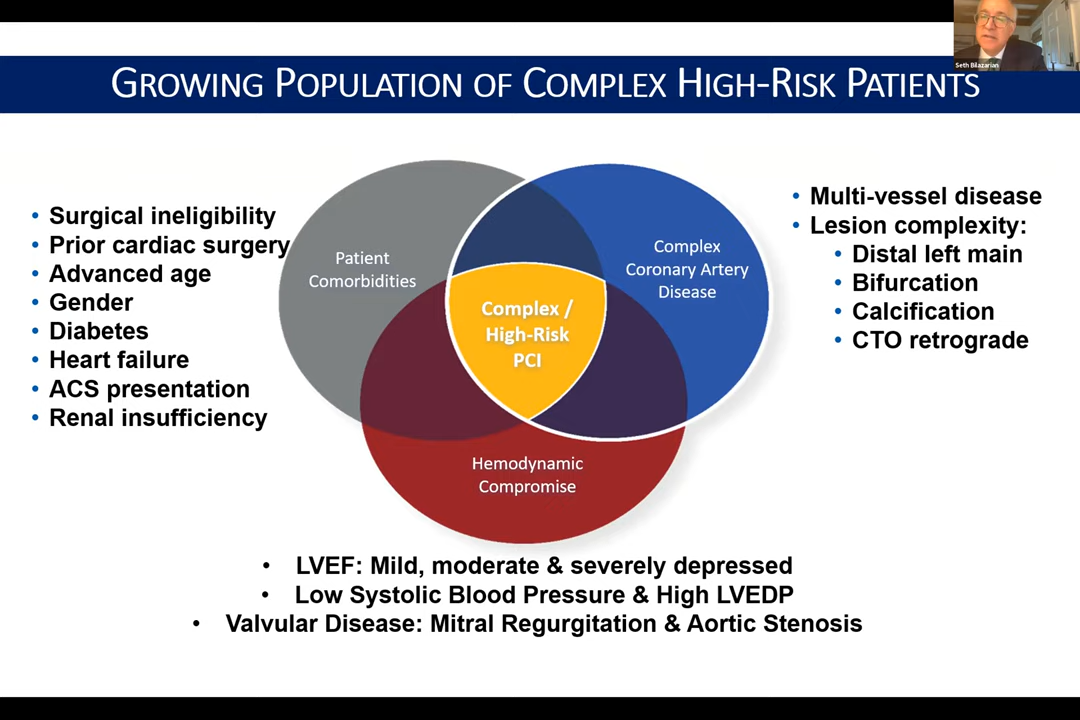 Seth Bilazarian
GROWING POPULATION OF COMPLEX HIGH-RISK PATIENTS
• Surgical ineligibility
• Prior cardiac surgery
• Advanced age
• Gender
• Diabetes
• Heart failure
• ACS presentation
• Renal insufficiency
Patient
Comorbidities
Complex
Coronary Artery
Disease
Complex /
High-Risk
PCI
Hemodynamic
Compromise
• Multi-vessel disease
• Lesion complexity:
• Distal left main
• Bifurcation
• Calcification
• CTO retrograde
• LVEF: Mild, moderate & severely depressed
• Low Systolic Blood Pressure & High LVEDP
• Valvular Disease: Mitral Regurgitation & Aortic Stenosis